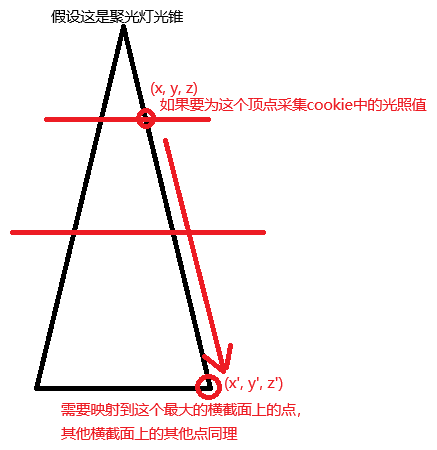 假设这是聚光灯光锥
(x, y, z)
如果要为这个顶点采集cookie中的光照值
(x', y', z')
需要映射到这个最大的横截面上的点，
其他横截面上的其他点同理